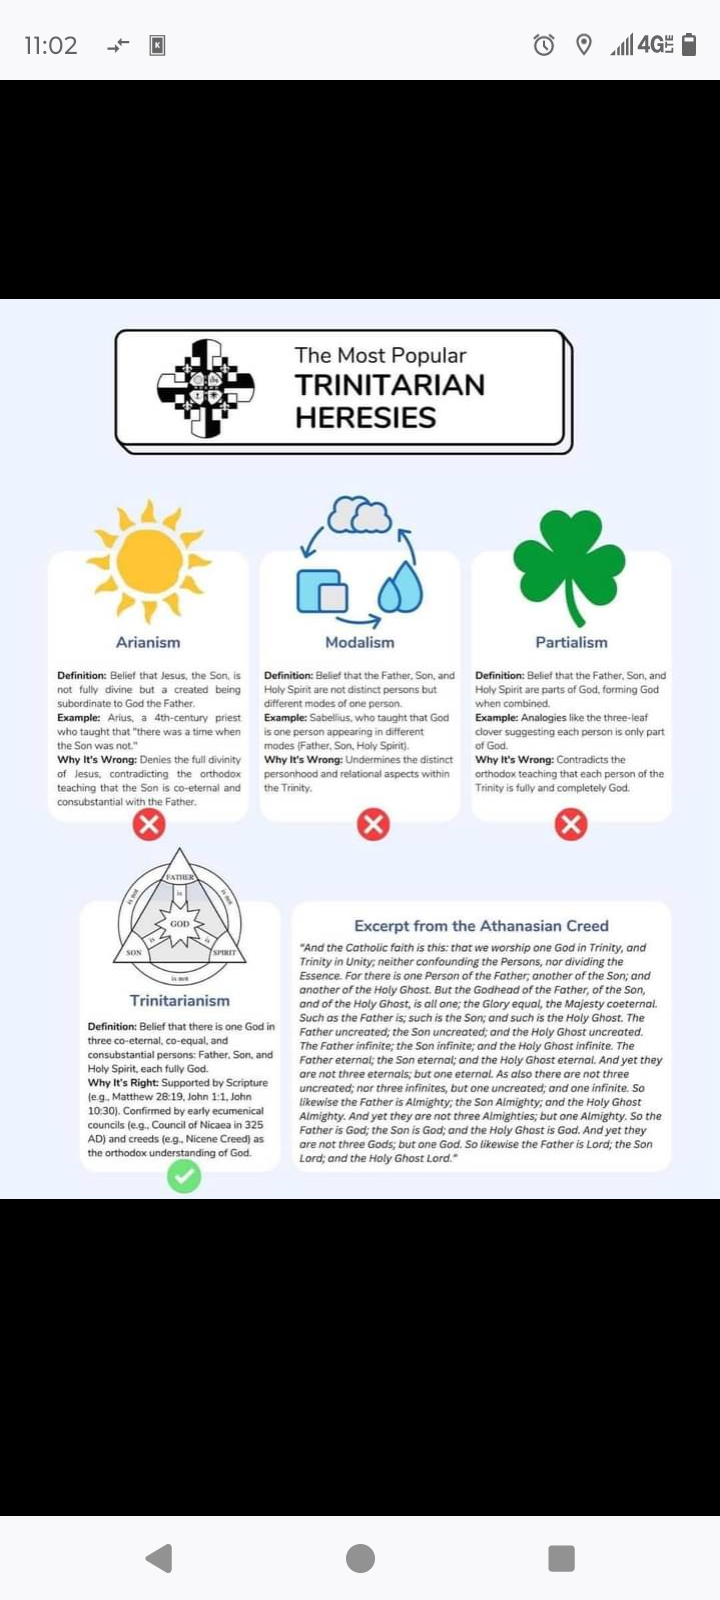 11:02
4G LTE
The Most Popular
TRINITARIAN
HERESIES
Arianism
Definition: Belief that Jesus, the Son, is
not fully divine but a created being
subordinate to God the Father.
Example: Arius, a 4th-century priest
who taught that "there was a time when
the Son was not."
Why It's Wrong: Denies the full divinity
of Jesus, contradicting the orthodox
teaching that the Son is co-eternal and
consubstantial with the Father.
Modalism
Definition: Belief that the Father, Son, and
Holy Spirit are not distinct persons but
different modes of one person.
Example: Sabellius, who taught that God
is one person appearing in different
modes (Father, Son, Holy Spirit).
Why It's Wrong: Undermines the distinct
personhood and relational aspects within
the Trinity.
Partialism
Definition: Belief that the Father, Son, and
Holy Spirit are parts of God, forming God
when combined.
Example: Analogies like the three-leaf
clover suggesting each person is only part
of God.
Why It's Wrong: Contradicts the
orthodox teaching that each person of the
Trinity is fully and completely God.
FATHER
is not
is not
is
GOD
is
is
SON
SPIRIT
is not
Trinitarianism
Definition: Belief that there is one God in
three co-eternal, co-equal, and
consubstantial persons: Father, Son, and
Holy Spirit, each fully God.
Why It's Right: Supported by Scripture
(e.g., Matthew 28:19, John 1:1, John
10:30). Confirmed by early ecumenical
councils (e.g., Council of Nicaea in 325
AD) and creeds (e.g., Nicene Creed) as
the orthodox understanding of God.
Excerpt from the Athanasian Creed
"And the Catholic faith is this: that we worship one God in Trinity, and
Trinity in Unity; neither confounding the Persons, nor dividing the
Essence. For there is one Person of the Father; another of the Son; and
another of the Holy Ghost. But the Godhead of the Father, of the Son,
and of the Holy Ghost, is all one; the Glory equal, the Majesty coeternal.
Such as the Father is; such is the Son; and such is the Holy Ghost. The
Father uncreated; the Son uncreated; and the Holy Ghost uncreated.
The Father infinite; the Son infinite; and the Holy Ghost infinite. The
Father eternal; the Son eternal; and the Holy Ghost eternal. And yet they
are not three eternals; but one eternal. As also there are not three
uncreated; nor three infinites, but one uncreated; and one infinite. So
likewise the Father is Almighty; the Son Almighty; and the Holy Ghost
Almighty. And yet they are not three Almighties; but one Almighty. So the
Father is God; the Son is God; and the Holy Ghost is God. And yet they
are not three Gods; but one God. So likewise the Father is Lord; the Son
Lord; and the Holy Ghost Lord."